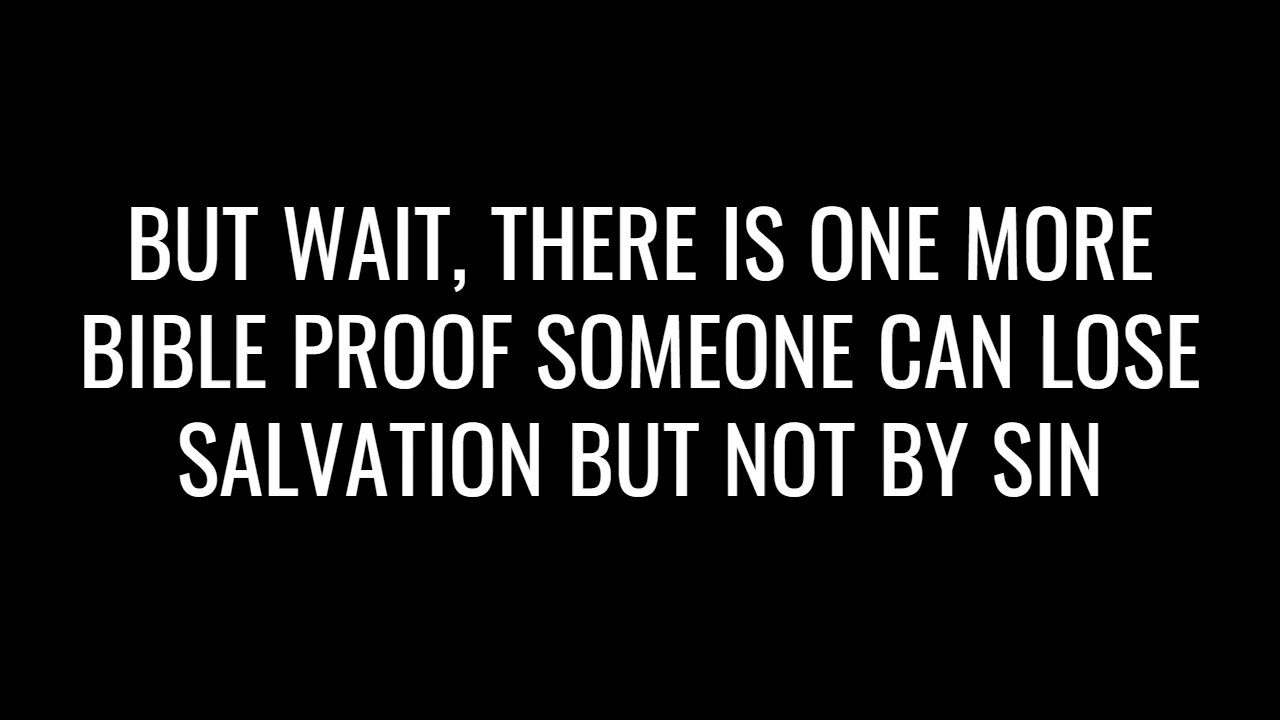 BUT WAIT, THERE IS ONE MORE
BIBLE PROOF SOMEONE CAN LOSE
SALVATION BUT NOT BY SIN